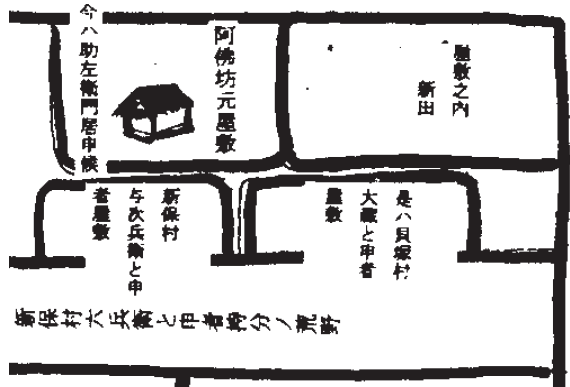 屋敷之内
新田
阿佛坊元屋敷
今ハ助左衛門居申候
是ハ貝塚村
大蔵と申者
屋敷
新保村
与次兵衛と申
者屋敷
新保村六兵衛と申者持分ノ荒野